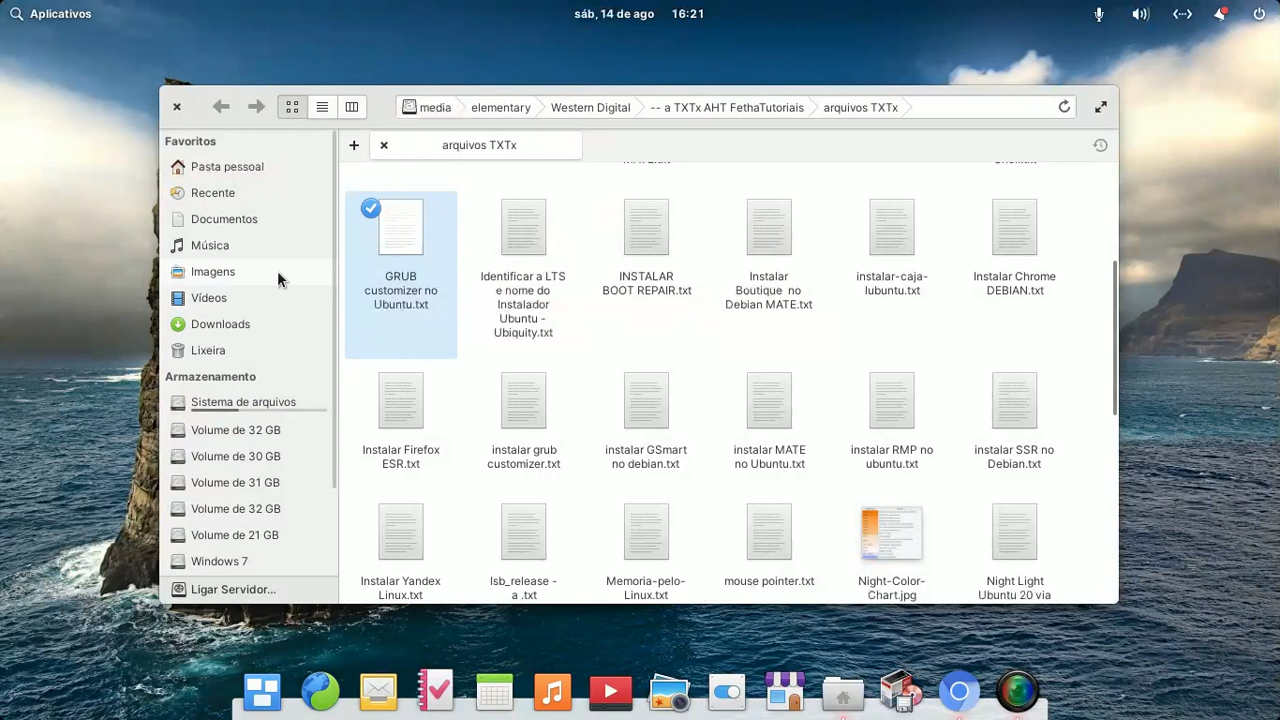 Aplicativos
sáb, 14 de ago 16:21
media elementary Western Digital -- a TXTx AHT FethaTutoriais arquivos TXTx
arquivos TXTx
Favoritos
Pasta pessoal
Recente
Documentos
Música
Imagens
Vídeos
Downloads
Lixeira
Armazenamento
Sistema de arquivos
Volume de 32 GB
Volume de 30 GB
Volume de 31 GB
Volume de 32 GB
Volume de 21 GB
Windows 7
Ligar Servidor...
GRUB
customizer no
Ubuntu.txt
Identificar a LTS
e nome do
Instalador
Ubuntu -
Ubiquity.txt
INSTALAR
BOOT REPAIR.txt
Instalar
Boutique no
Debian MATE.txt
instalar-caja-
lubuntu.txt
Instalar Chrome
DEBIAN.txt
Instalar Firefox
ESR.txt
instalar grub
customizer.txt
instalar GSmart
no debian.txt
instalar MATE
no Ubuntu.txt
instalar RMP no
ubuntu.txt
instalar SSR no
Debian.txt
Instalar Yandex
Linux.txt
lsb_release -
a .txt
Memoria-pelo-
Linux.txt
mouse pointer.txt
Night-Color-
Chart.jpg
Night Light
Ubuntu 20 via